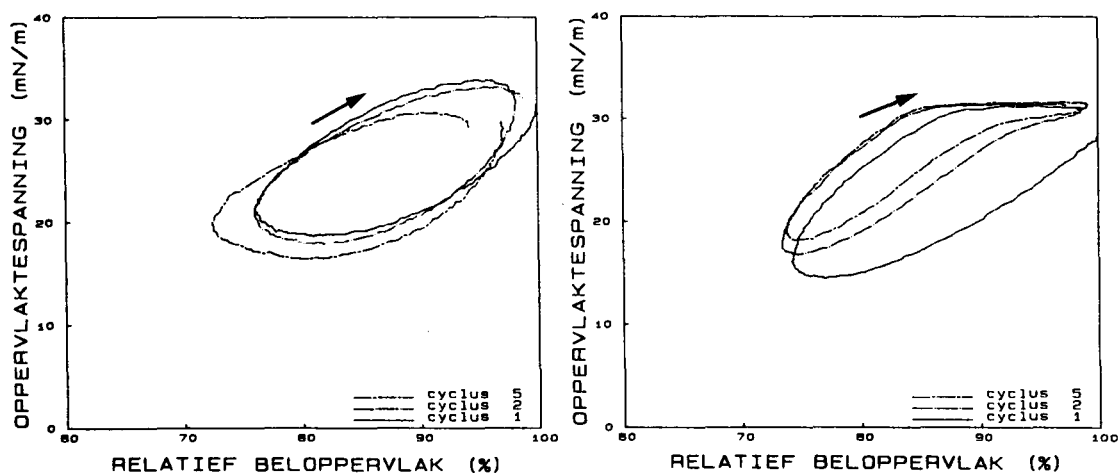 OPPERVLAKTESPANNING (mN/m)
40
30
20
10
0
cyclus 5
cyclus 2
cyclus 1
60 70 80 90 100
RELATIEF BELOPPERVLAK (%)
OPPERVLAKTESPANNING (mN/m)
40
30
20
10
0
cyclus 5
cyclus 2
cyclus 1
60 70 80 90 100
RELATIEF BELOPPERVLAK (%)